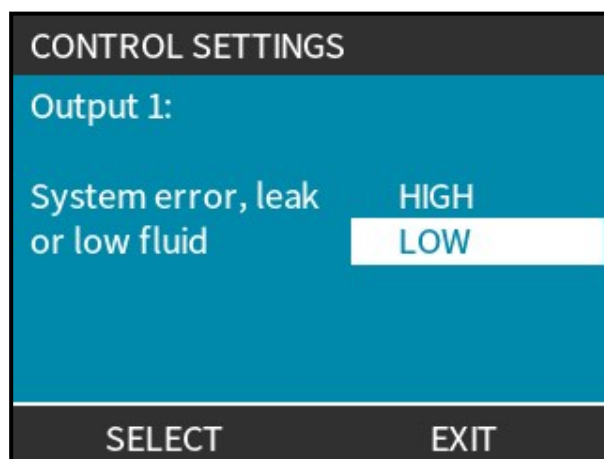 CONTROL SETTINGS
Output 1:
System error, leak HIGH
or low fluid LOW
SELECT EXIT